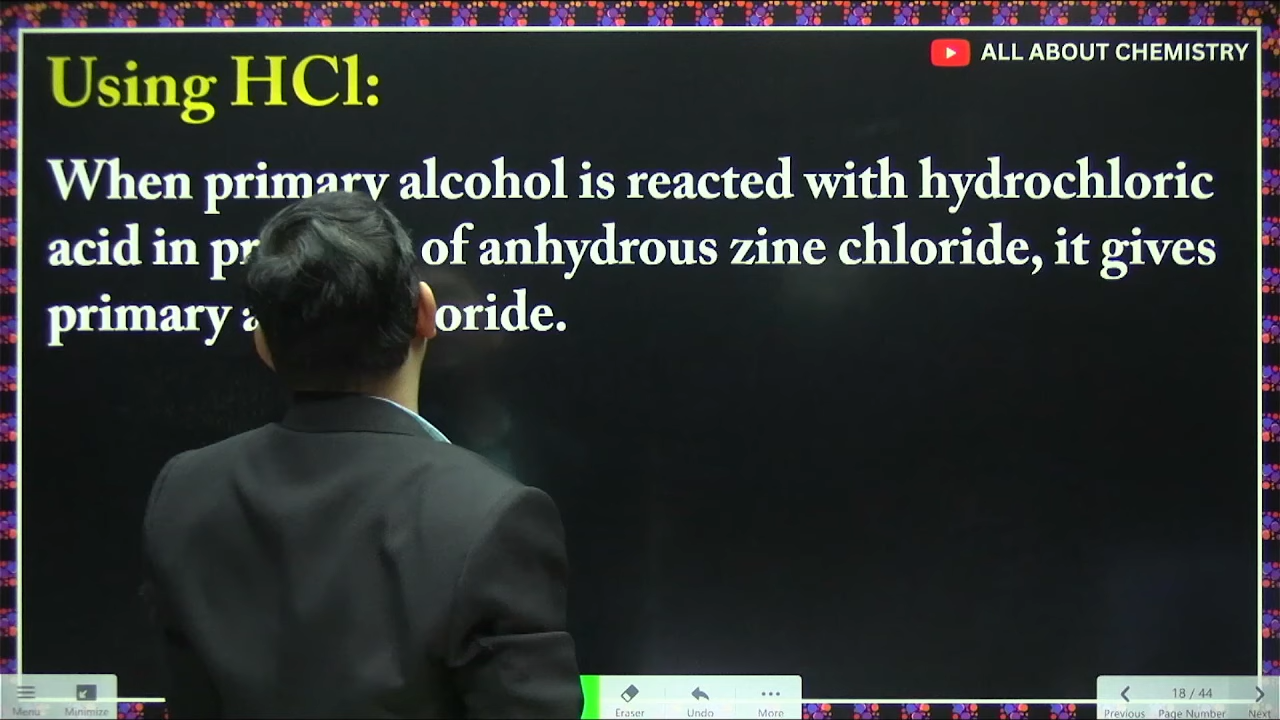 Using HCl:
ALL ABOUT CHEMISTRY
When primary alcohol is reacted with hydrochloric
acid in of anhydrous zine chloride, it gives
primary
Menu
Minimize
Eraser
Undo
More
Previous
18 / 44
Page Number
Next